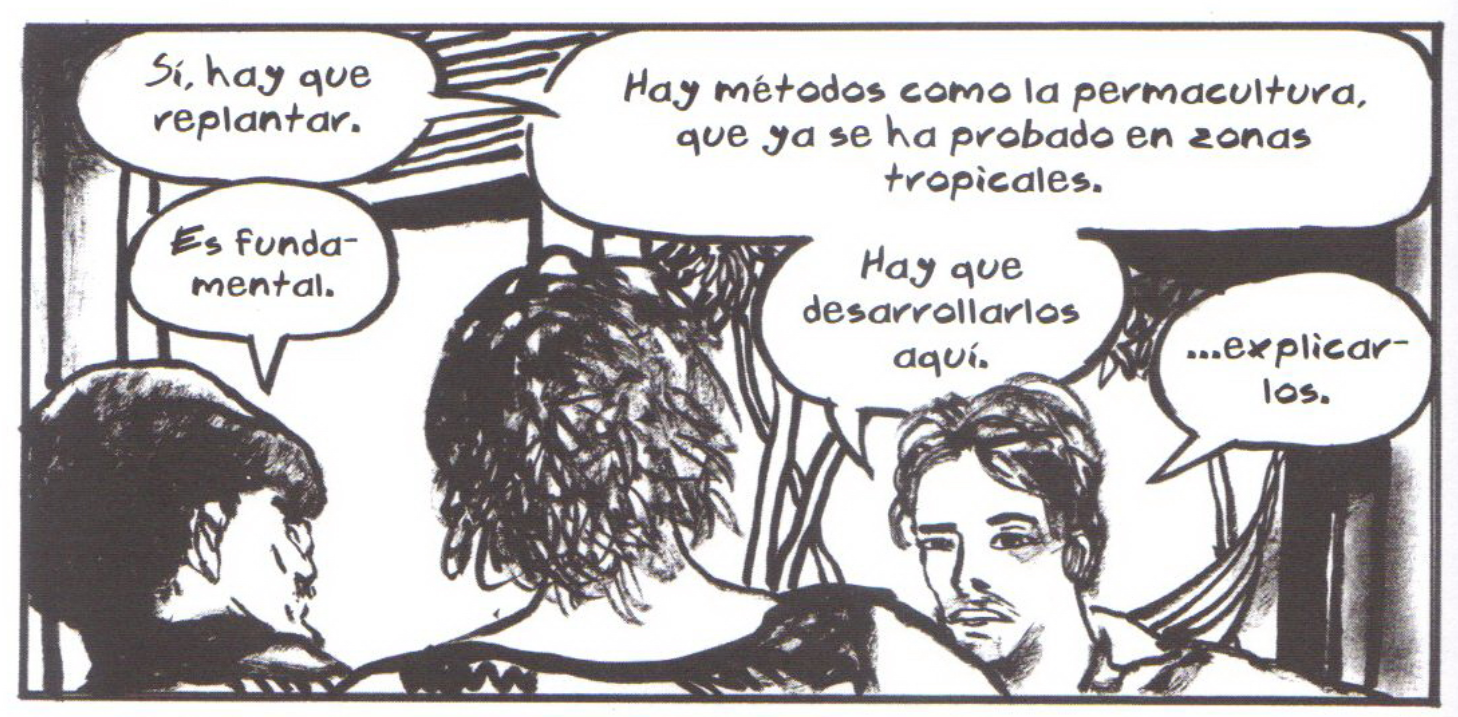 Sí, hay que
replantar.
Es funda-
mental.
Hay métodos como la permacultura,
que ya se ha probado en zonas
tropicales.
Hay que
desarrollarlos
aquí.
...explicar-
los.